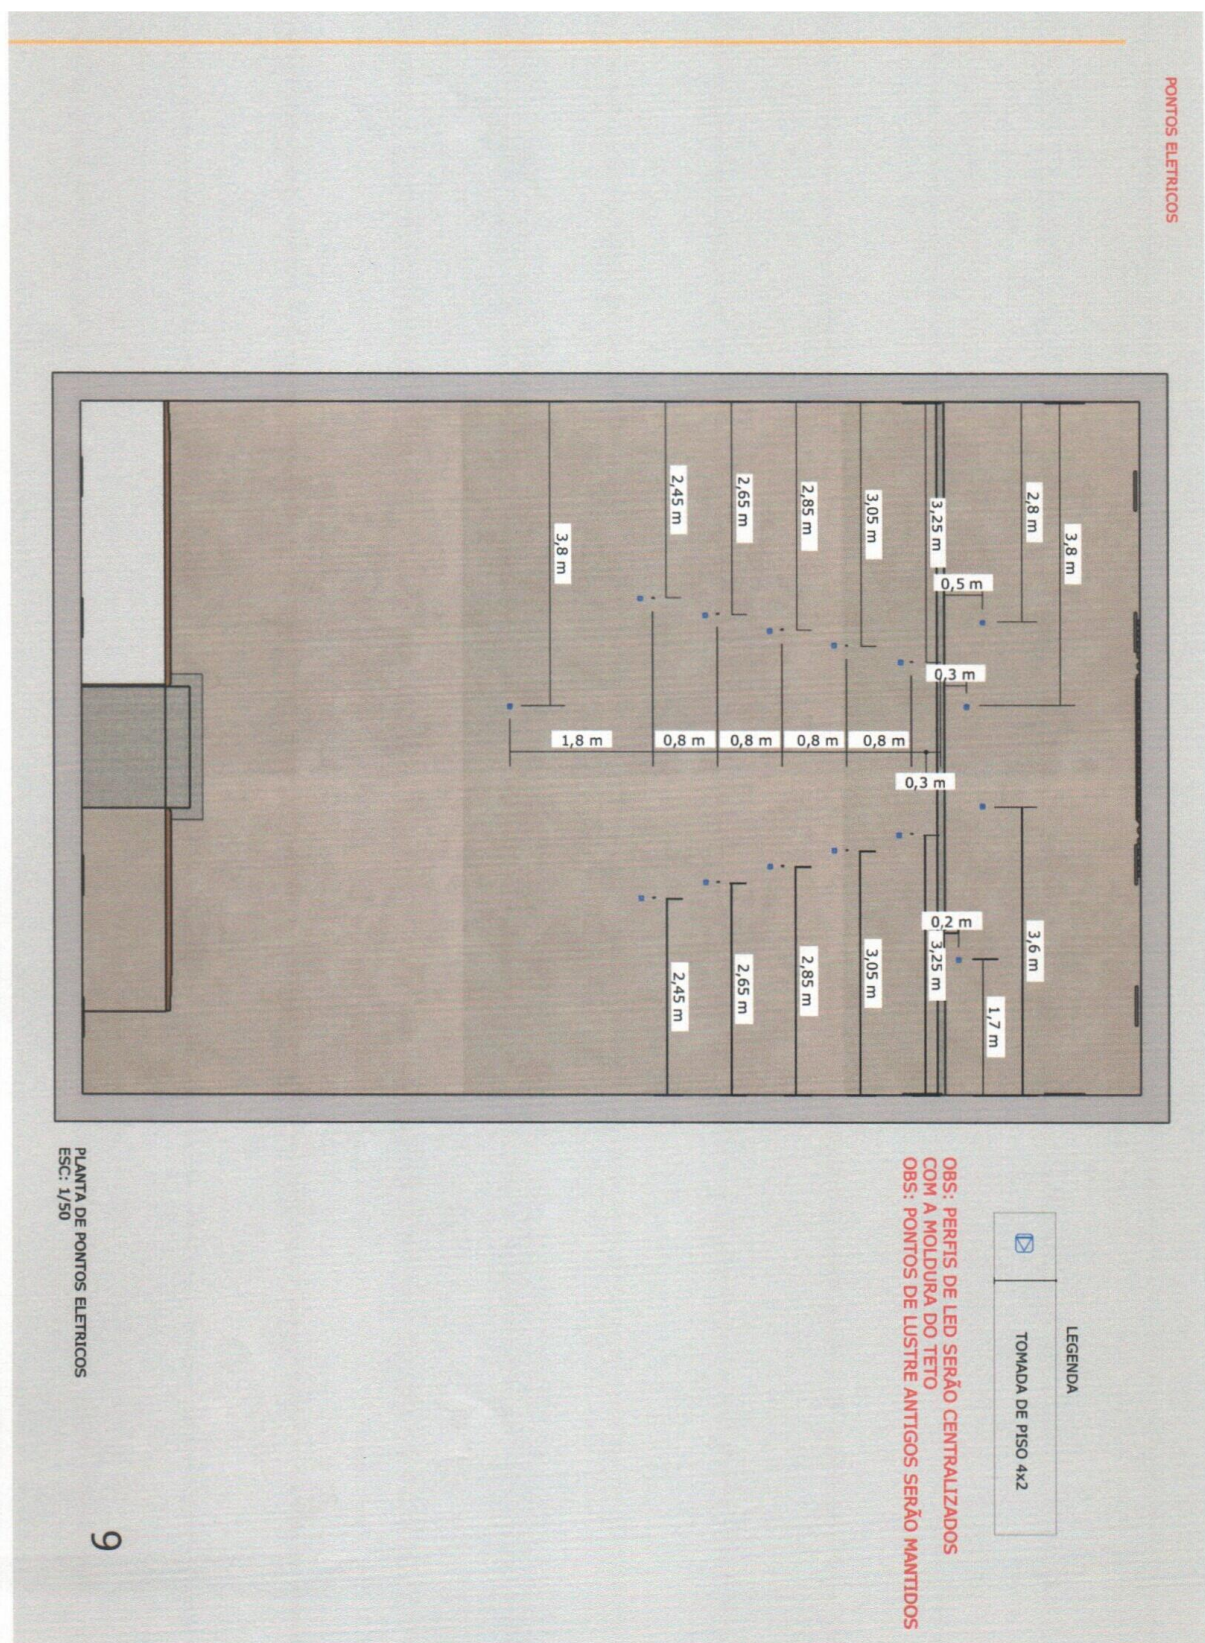 PONTOS ELETRICOS
3,8 m
2,8 m
0,5 m
3,25 m
0,3 m
3,05 m
2,85 m
2,65 m
2,45 m
3,8 m
1,8 m
0,8 m
0,8 m
0,8 m
0,8 m
0,3 m
3,6 m
0,2 m
1,7 m
3,25 m
3,05 m
2,85 m
2,65 m
2,45 m
LEGENDA
TOMADA DE PISO 4x2
OBS: PERFIS DE LED SERÃO CENTRALIZADOS
COM A MOLDURA DO TETO
OBS: PONTOS DE LUSTRE ANTIGOS SERÃO MANTIDOS
PLANTA DE PONTOS ELETRICOS
ESC: 1/50
9